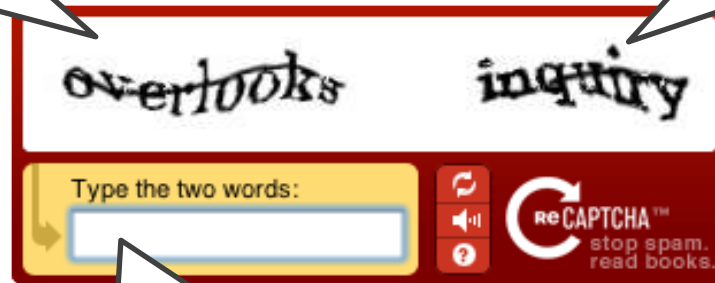 overlooks inquiry
Type the two words:
ReCAPTCHA™
stop spam.
read books.